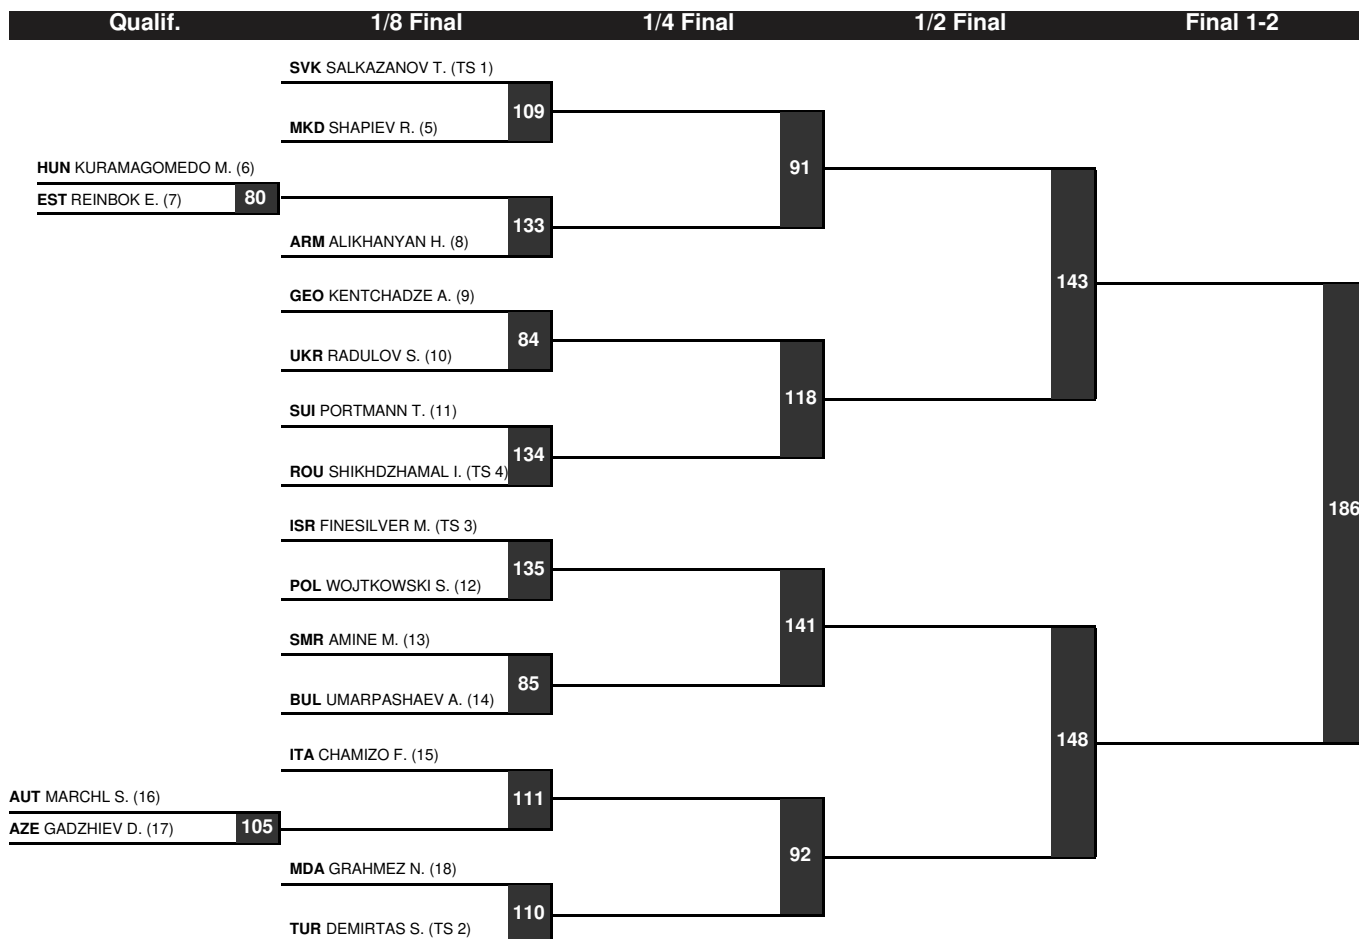 Qualif. 1/8 Final 1/4 Final 1/2 Final Final 1-2
SVK SALKAZANOV T. (TS 1)
109
MKD SHAPIEV R. (5)
HUN KURAMAGOMEDO M. (6)
91
EST REINBOK E. (7) 80
133
ARM ALIKHANYAN H. (8)
143
GEO KENTCHADZE A. (9)
84
UKR RADULOV S. (10)
118
SUI PORTMANN T. (11)
134
ROU SHIKHDZHAMAL I. (TS 4)
186
ISR FINESILVER M. (TS 3)
135
POL WOJTKOWSKI S. (12)
141
SMR AMINE M. (13)
85
BUL UMARPASHAEV A. (14)
148
ITA CHAMIZO F. (15)
AUT MARCHL S. (16)
111
AZE GADZHIEV D. (17) 105
92
MDA GRAHMEZ N. (18)
110
TUR DEMIRTAS S. (TS 2)